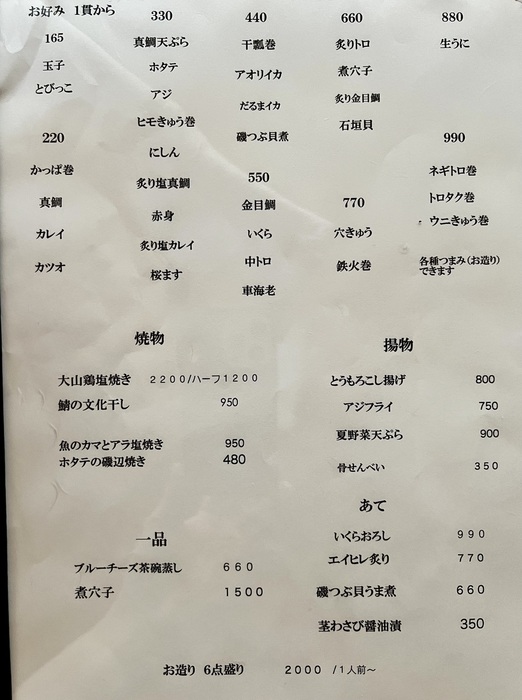 お好み 1貫から
165
玉子
とびっこ
220
かっぱ巻
真鯛
カレイ
カツオ
330
真鯛天ぷら
ホタテ
アジ
ヒモきゅう巻
にしん
炙り塩真鯛
赤身
炙り塩カレイ
桜ます
440
干瓢巻
アオリイカ
だるまイカ
磯つぶ貝煮
550
金目鯛
いくら
中トロ
車海老
660
炙りトロ
煮穴子
炙り金目鯛
石垣貝
770
穴きゅう
鉄火巻
880
生うに
990
ネギトロ巻
トロタク巻
ウニきゅう巻
各種つまみ(お造り)
できます
焼物
大山鶏塩焼き 2200/ハーフ1200
鯖の文化干し 950
魚のカマとアラ塩焼き 950
ホタテの磯辺焼き 480
一品
ブルーチーズ茶碗蒸し 660
煮穴子 1500
揚物
とうもろこし揚げ 800
アジフライ 750
夏野菜天ぷら 900
骨せんべい 350
あて
いくらおろし 990
エイヒレ炙り 770
磯つぶ貝うま煮 660
茎わさび醤油漬 350
お造り 6点盛り 2000 /1人前〜